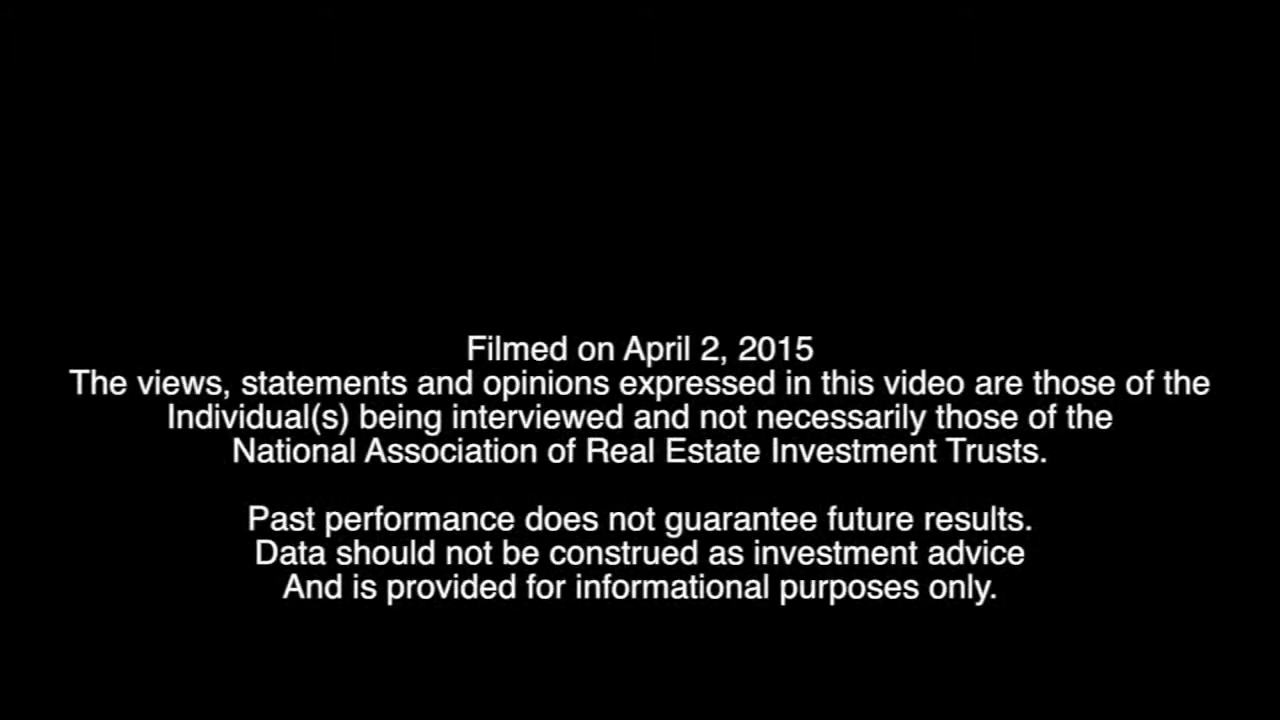 Filmed on April 2, 2015
The views, statements and opinions expressed in this video are those of the
Individual(s) being interviewed and not necessarily those of the
National Association of Real Estate Investment Trusts.
Past performance does not guarantee future results.
Data should not be construed as investment advice
And is provided for informational purposes only.